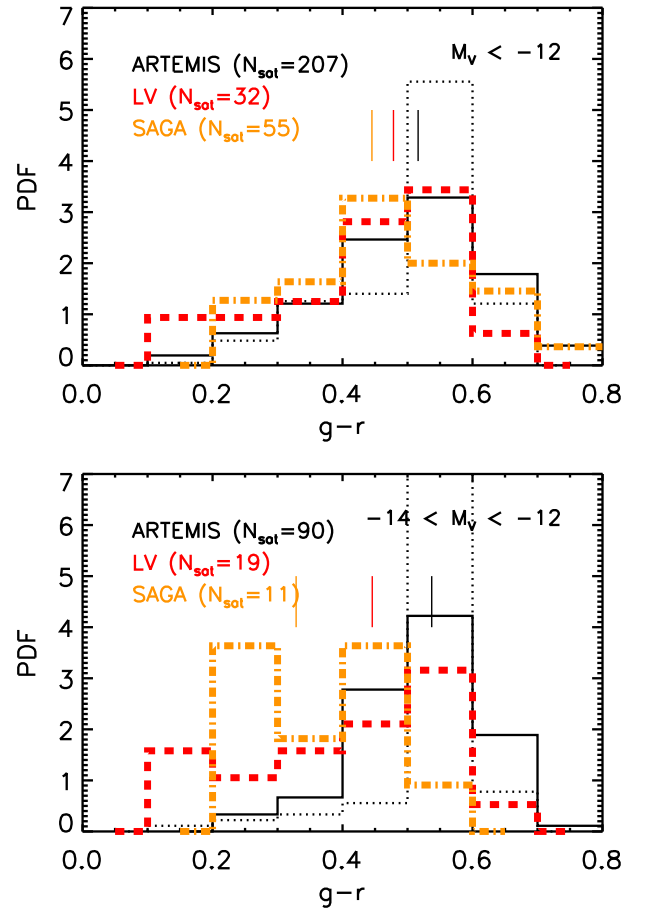 7
6
5
4
3
2
1
0
PDF
M_v < -12
ARTEMIS (N_sat=207)
LV (N_sat=32)
SAGA (N_sat=55)
0.0 0.2 0.4 0.6 0.8
g-r
7
6
5
4
3
2
1
0
PDF
-14 < M_v < -12
ARTEMIS (N_sat=90)
LV (N_sat=19)
SAGA (N_sat=11)
0.0 0.2 0.4 0.6 0.8
g-r